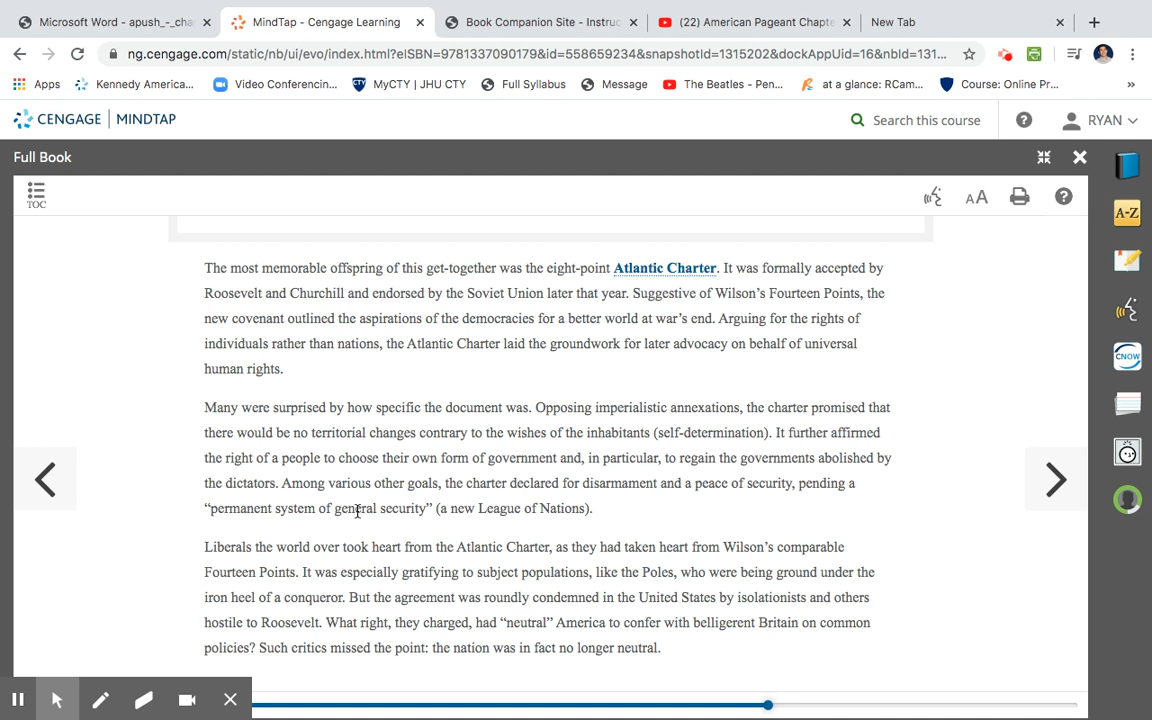 Microsoft Word - apush_-_cha
MindTap - Cengage Learning
Book Companion Site - Instruc
(22) American Pageant Chapte
New Tab
ng.cengage.com/static/nb/ui/evo/index.html?eISBN=9781337090179&id=558659234&snapshotId=1315202&dockAppUid=16&nbId=131...
Apps
Kennedy America...
Video Conferencin...
CTY
MyCTY | JHU CTY
Full Syllabus
Message
The Beatles - Pen...
at a glance: RCam...
Course: Online Pr...
»
CENGAGE | MINDTAP
Search this course
?
RYAN
Full Book
TOC
AA
?
A-Z
CNOW
The most memorable offspring of this get-together was the eight-point Atlantic Charter. It was formally accepted by
Roosevelt and Churchill and endorsed by the Soviet Union later that year. Suggestive of Wilson’s Fourteen Points, the
new covenant outlined the aspirations of the democracies for a better world at war’s end. Arguing for the rights of
individuals rather than nations, the Atlantic Charter laid the groundwork for later advocacy on behalf of universal
human rights.
Many were surprised by how specific the document was. Opposing imperialistic annexations, the charter promised that
there would be no territorial changes contrary to the wishes of the inhabitants (self-determination). It further affirmed
the right of a people to choose their own form of government and, in particular, to regain the governments abolished by
the dictators. Among various other goals, the charter declared for disarmament and a peace of security, pending a
“permanent system of general security” (a new League of Nations).
Liberals the world over took heart from the Atlantic Charter, as they had taken heart from Wilson’s comparable
Fourteen Points. It was especially gratifying to subject populations, like the Poles, who were being ground under the
iron heel of a conqueror. But the agreement was roundly condemned in the United States by isolationists and others
hostile to Roosevelt. What right, they charged, had “neutral” America to confer with belligerent Britain on common
policies? Such critics missed the point: the nation was in fact no longer neutral.